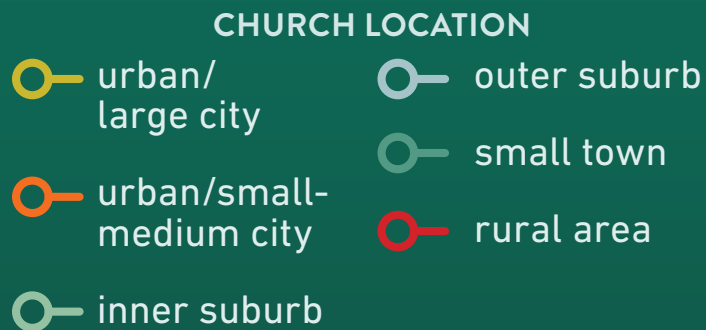 CHURCH LOCATION
urban/
large city
urban/small-
medium city
inner suburb
outer suburb
small town
rural area